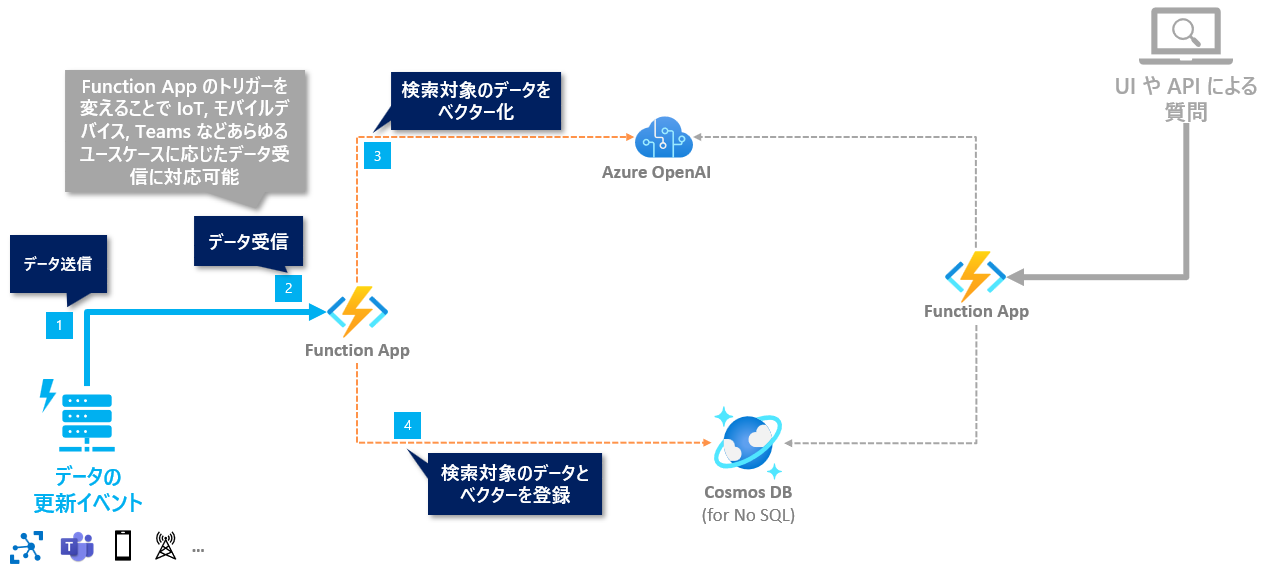 UI や API による
質問
Function App のトリガーを
変えることで IoT, モバイルデ
バイス, Teams などあらゆる
ユースケースに応じたデータ受
信に対応可能
検索対象のデータを
ベクター化
3
Azure OpenAI
データ受信
データ送信
2
1
Function App
Function App
4
検索対象のデータと
ベクターを登録
データの
更新イベント
Cosmos DB
(for No SQL)
T
...